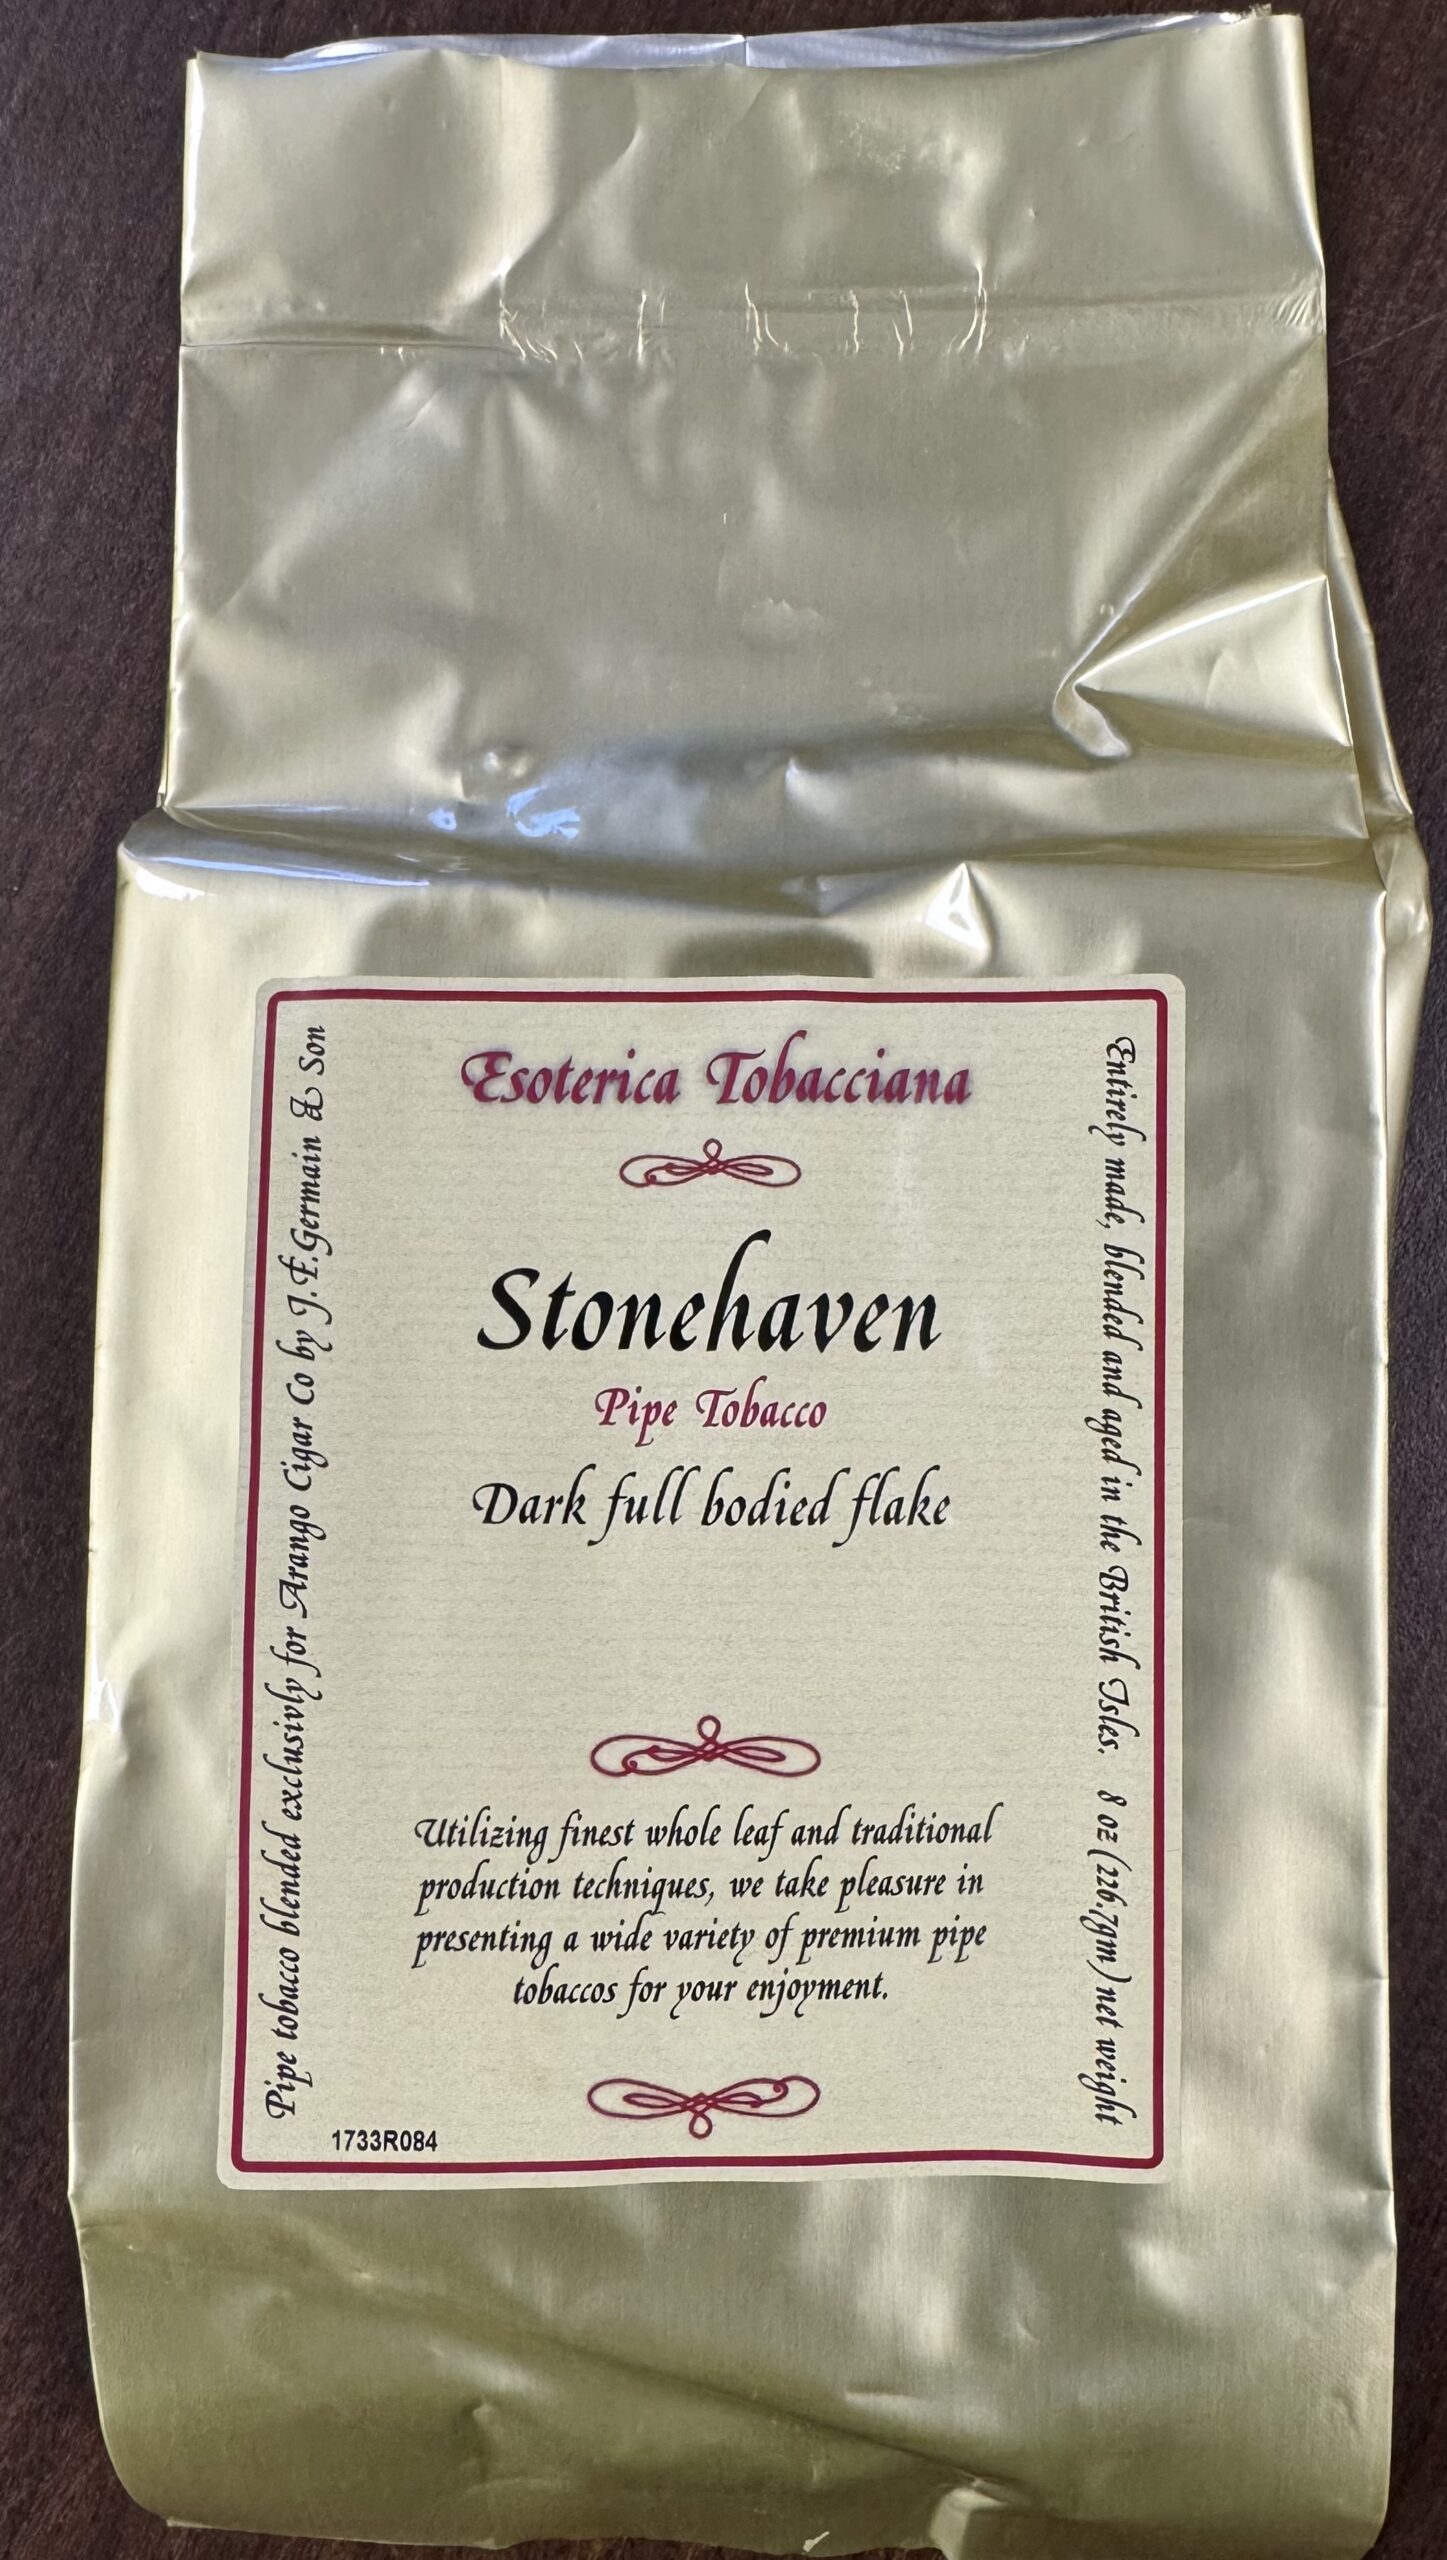 Esoterica Tobacciana
Stonehaven
Pipe Tobacco
Dark full bodied flake
Utilizing finest whole leaf and traditional
production techniques, we take pleasure in
presenting a wide variety of premium pipe
tobaccos for your enjoyment.
Pipe tobacco blended exclusivly for Arango Cigar Co by J.F.Germain & Son
Entirely made, blended and aged in the British Isles. 8 oz (226.7gm) net weight
1733R084